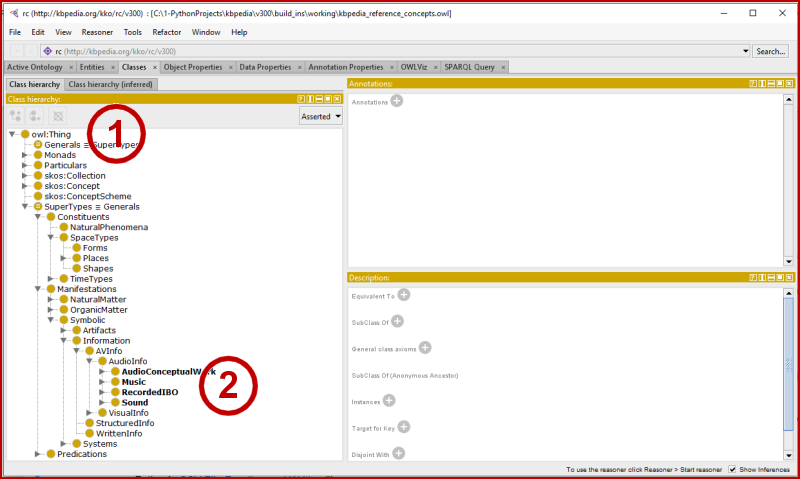 rc (http://kbpedia.org/kko/rc/v300) : [C:\1-PythonProjects\kbpedia\v300\build_ins\working\kbpedia_reference_concepts.owl]
File Edit View Reasoner Tools Refactor Window Help
rc (http://kbpedia.org/kko/rc/v300) Search...
Active Ontology × Entities × Classes × Object Properties × Data Properties × Annotation Properties × OWLViz × SPARQL Query ×
Class hierarchy Class hierarchy (inferred)
Class hierarchy:
Asserted
1
owl:Thing
Generals ≡ SuperTypes
Monads
Particulars
skos:Collection
skos:Concept
skos:ConceptScheme
SuperTypes ≡ Generals
Constituents
NaturalPhenomena
SpaceTypes
Forms
Places
Shapes
TimeTypes
Manifestations
NaturalMatter
OrganicMatter
Symbolic
Artifacts
Information
AVInfo
AudioInfo
AudioConceptualWork
Music
RecordedIBO
Sound
2
VisualInfo
StructuredInfo
WrittenInfo
Systems
Predications
Annotations:
Annotations
Description:
Equivalent To
SubClass Of
General class axioms
SubClass Of (Anonymous Ancestor)
Instances
Target for Key
Disjoint With
To use the reasoner click Reasoner > Start reasoner Show Inferences